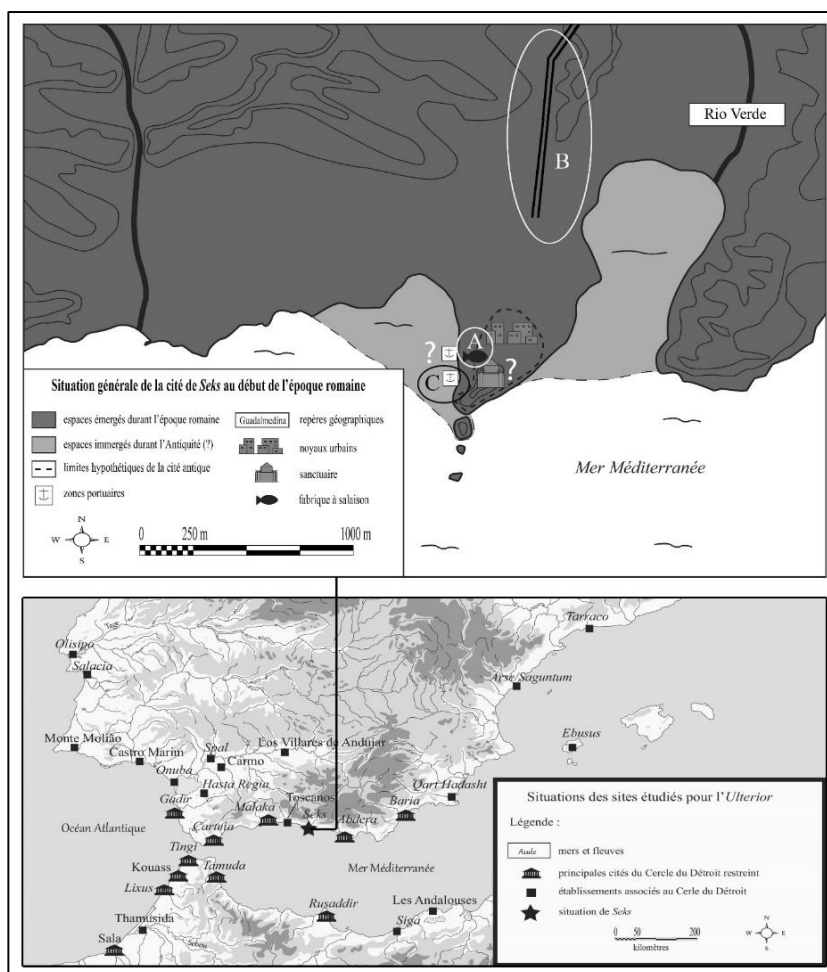 Rio Verde
B
?
A
?
C
Mer Méditerranée
Situation générale de la cité de Seks au début de l'époque romaine
espaces émergés durant l'époque romaine
espaces immergés durant l'Antiquité (?)
limites hypothétiques de la cité antique
zones portuaires
Guadalmedina
repères géographiques
noyaux urbains
sanctuaire
fabrique à salaison
N
W
E
S
0
250 m
1000 m
Tarraco
Tage
Olisipo
Salacia
Arse/Saguntum
Ebusus
Monte Molião
Castro Marim
Spal
Carmo
Los Villares de Andujar
Onuba
Hasta Regia
Qart Hadasht
Gadir
Malaka
Toscanos
Seks
Abdera
Baria
Carteia
Océan Atlantique
Tingi
Mer Méditerranée
Kouass
Tamuda
Lixus
Rusaddir
Les Andalouses
Thamusida
Siga
Sala
Sebou
Situations des sites étudiés pour l'Ulterior
Légende :
Aude
mers et fleuves
principales cités du Cercle du Détroit restreint
établissements associés au Cerle du Détroit
situation de Seks
0
50
200
kilomètres
N
W
E
S